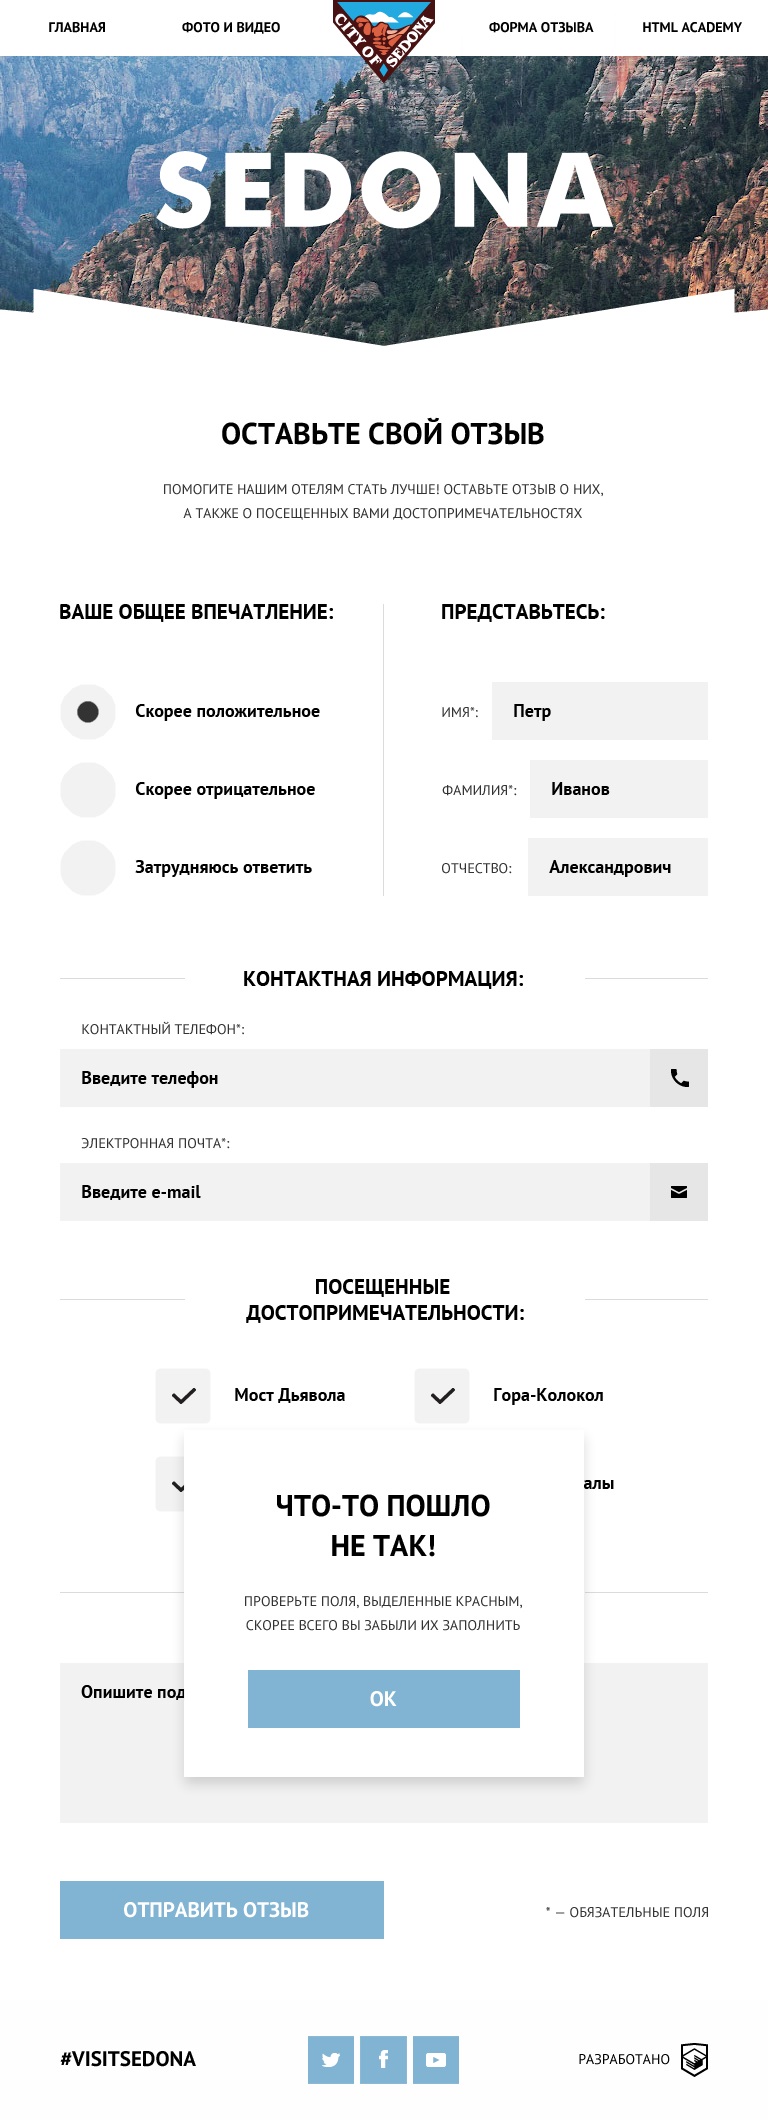 ГЛАВНАЯ
ФОТО И ВИДЕО
CITY OF SEDONA
ФОРМА ОТЗЫВА
HTML ACADEMY
SEDONA
ОСТАВЬТЕ СВОЙ ОТЗЫВ
ПОМОГИТЕ НАШИМ ОТЕЛЯМ СТАТЬ ЛУЧШЕ! ОСТАВЬТЕ ОТЗЫВ О НИХ,
А ТАКЖЕ О ПОСЕЩЕННЫХ ВАМИ ДОСТОПРИМЕЧАТЕЛЬНОСТЯХ
ВАШЕ ОБЩЕЕ ВПЕЧАТЛЕНИЕ:
Скорее положительное
Скорее отрицательное
Затрудняюсь ответить
ПРЕДСТАВЬТЕСЬ:
ИМЯ*:
Петр
ФАМИЛИЯ*:
Иванов
ОТЧЕСТВО:
Александрович
КОНТАКТНАЯ ИНФОРМАЦИЯ:
КОНТАКТНЫЙ ТЕЛЕФОН*:
Введите телефон
ЭЛЕКТРОННАЯ ПОЧТА*:
Введите e-mail
ПОСЕЩЕННЫЕ
ДОСТОПРИМЕЧАТЕЛЬНОСТИ:
Мост Дьявола
Гора-Колокол
ЧТО-ТО ПОШЛО
НЕ ТАК!
ПРОВЕРЬТЕ ПОЛЯ, ВЫДЕЛЕННЫЕ КРАСНЫМ,
СКОРЕЕ ВСЕГО ВЫ ЗАБЫЛИ ИХ ЗАПОЛНИТЬ
ОК
Опишите под
ОТПРАВИТЬ ОТЗЫВ
* — ОБЯЗАТЕЛЬНЫЕ ПОЛЯ
#VISITSEDONA
РАЗРАБОТАНО